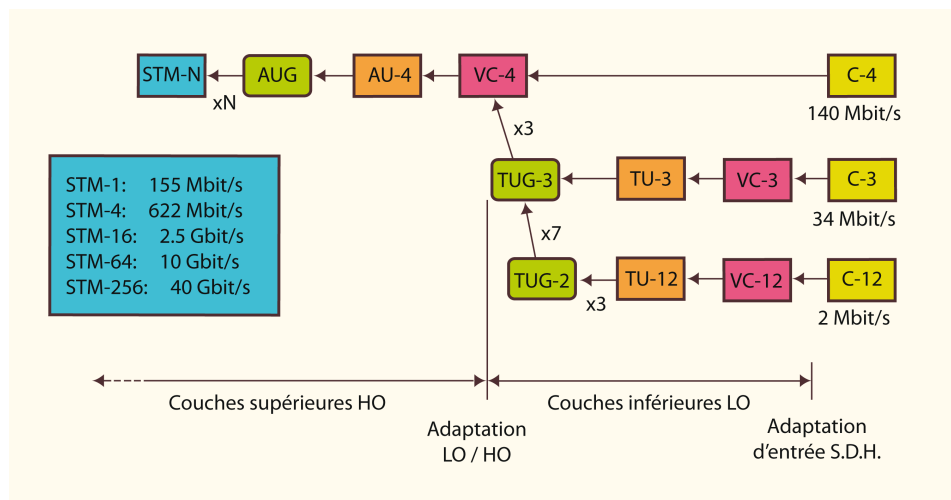 STM-N
xN
AUG
AU-4
VC-4
C-4
140 Mbit/s
x3
STM-1: 155 Mbit/s
STM-4: 622 Mbit/s
STM-16: 2.5 Gbit/s
STM-64: 10 Gbit/s
STM-256: 40 Gbit/s
TUG-3
TU-3
VC-3
C-3
34 Mbit/s
x7
TUG-2
x3
TU-12
VC-12
C-12
2 Mbit/s
Couches supérieures HO
Couches inférieures LO
Adaptation
LO / HO
Adaptation
d'entrée S.D.H.